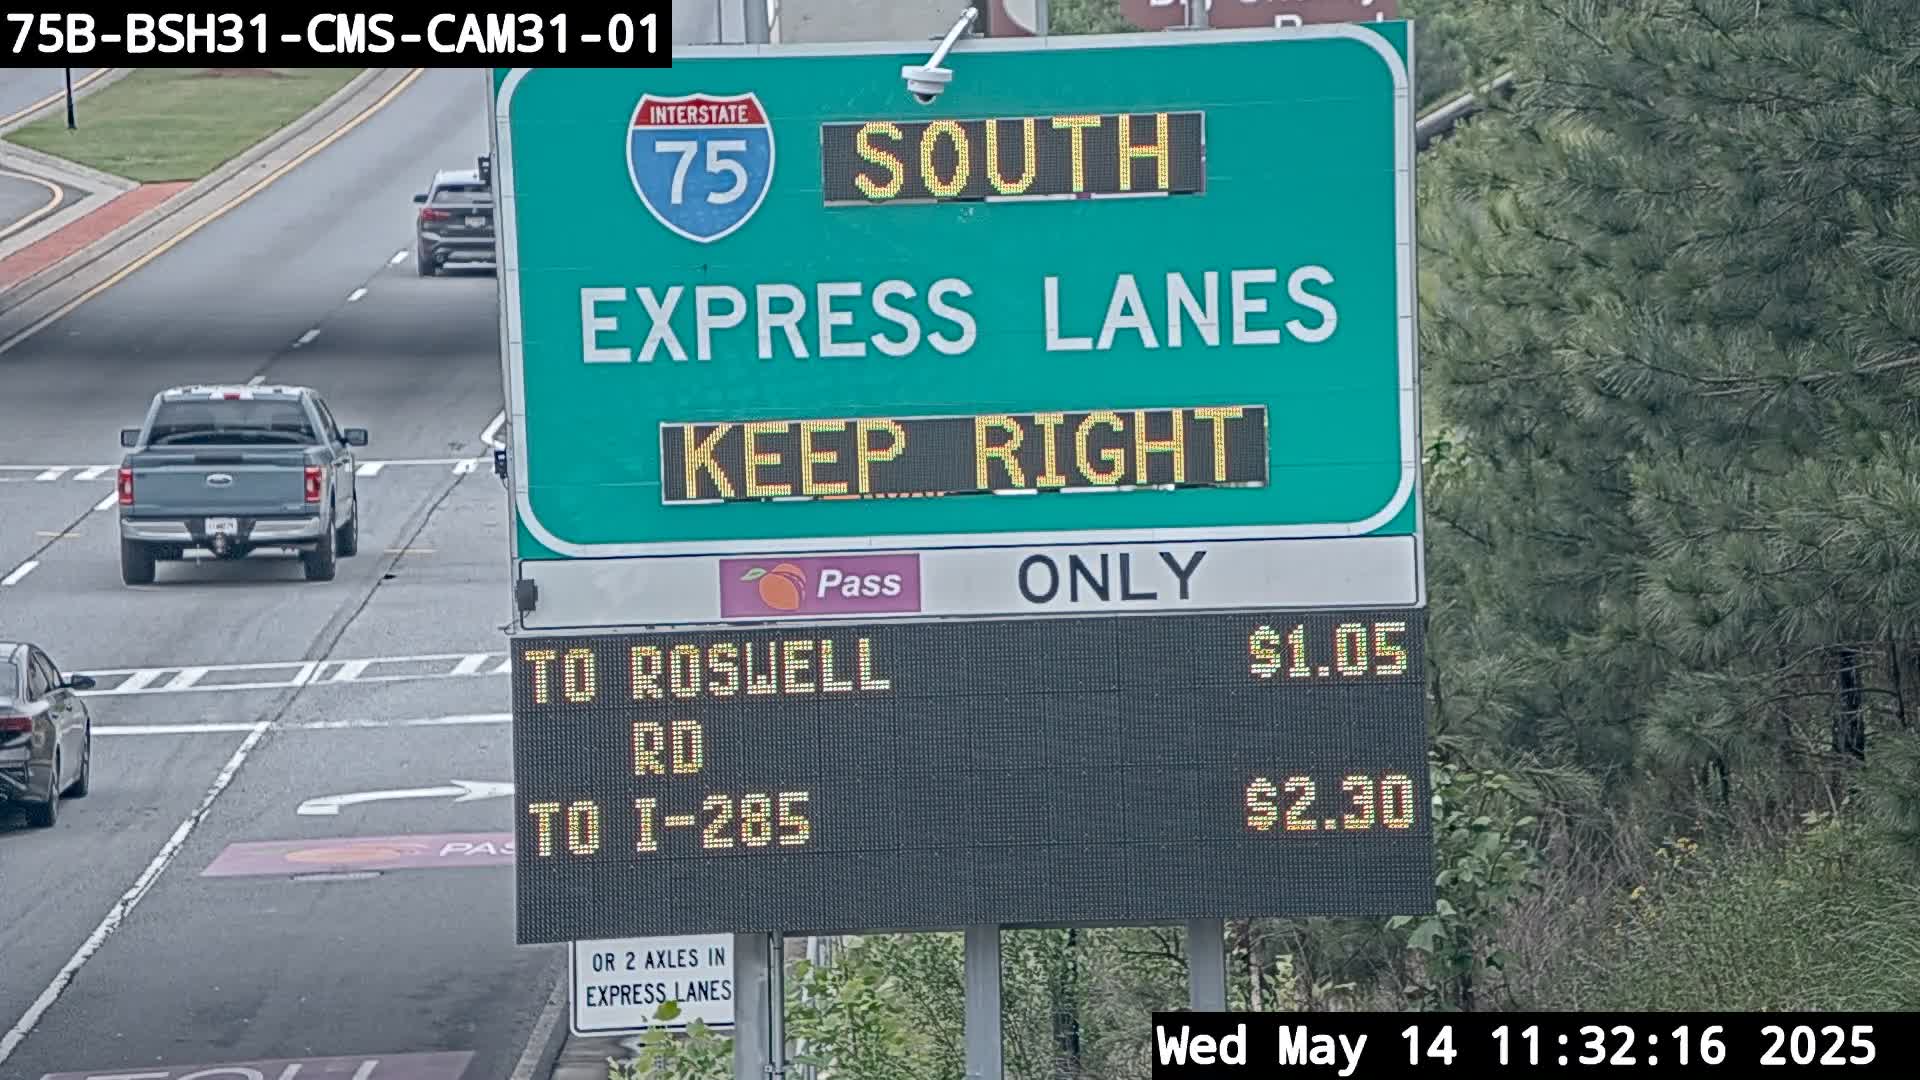 75B-BSH31-CMS-CAM31-01
INTERSTATE
75
SOUTH
EXPRESS LANES
KEEP RIGHT
Pass ONLY
TO ROSWELL $1.05
RD
TO I-285 $2.30
OR 2 AXLES IN
EXPRESS LANES
TOLL
Wed May 14 11:32:16 2025